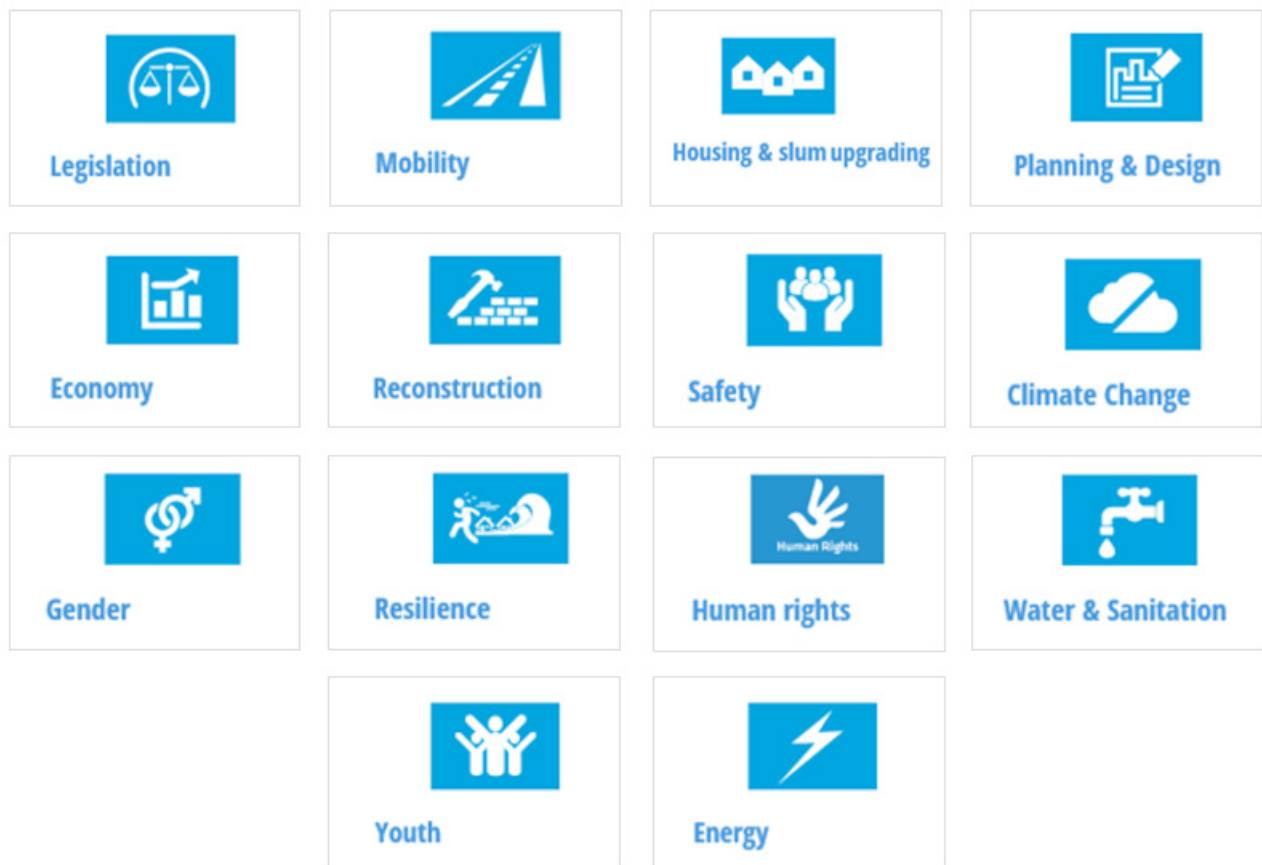 Legislation
Mobility
Housing & slum upgrading
Planning & Design
Economy
Reconstruction
Safety
Climate Change
Gender
Resilience
Human Rights
Human rights
Water & Sanitation
Youth
Energy